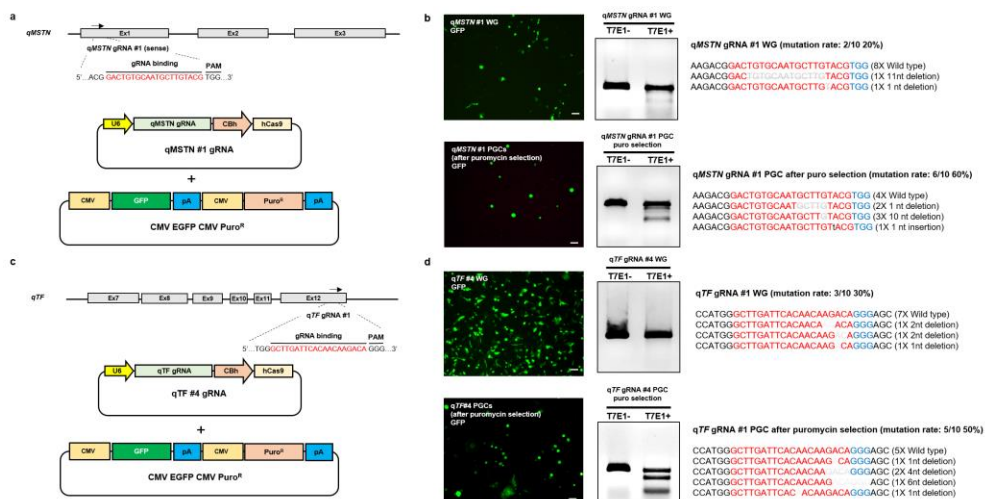 a
qMSTN
Ex1
Ex2
Ex3
qMSTN gRNA #1 (sense)
gRNA binding
PAM
5'...ACG GACTGTGCAATGCTTGTACG TGG...3'
U6
qMSTN gRNA
CBh
hCas9
qMSTN #1 gRNA
+
CMV
GFP
pA
CMV
Puroᴿ
pA
CMV EGFP CMV Puroᴿ
b
qMSTN #1 WG
GFP
qMSTN gRNA #1 WG
T7E1-
T7E1+
qMSTN gRNA #1 WG (mutation rate: 2/10 20%)
AAGACGGACTGTGCAATGCTTGTACGTGG (8X Wild type)
AAGACGGACTGTGCAATGCTTGTACGTGG (1X 11nt deletion)
AAGACGGACTGTGCAATGCTTGTACGTGG (1X 1 nt deletion)
qMSTN #1 PGCs
(after puromycin selection)
GFP
qMSTN gRNA #1 PGC
puro selection
T7E1-
T7E1+
qMSTN gRNA #1 PGC after puro selection (mutation rate: 6/10 60%)
AAGACGGACTGTGCAATGCTTGTACGTGG (4X Wild type)
AAGACGGACTGTGCAATGCTTGTACGTGG (2X 1 nt deletion)
AAGACGGACTGTGCAATGCTTGTACGTGG (3X 10 nt deletion)
AAGACGGACTGTGCAATGCTTGTtACGTGG (1X 1 nt insertion)
c
qTF
Ex7
Ex8
Ex9
Ex10
Ex11
Ex12
qTF gRNA #1
gRNA binding
PAM
5'...TGGGCTTGATTCACAACAAGACA GGG...3'
U6
qTF gRNA
CBh
hCas9
qTF #4 gRNA
+
CMV
GFP
pA
CMV
Puroᴿ
pA
CMV EGFP CMV Puroᴿ
d
qTF #4 WG
GFP
qTF gRNA #4 WG
T7E1-
T7E1+
qTF gRNA #1 WG (mutation rate: 3/10 30%)
CCATGGGCTTGATTCACAACAAGACAGGGAGC (7X Wild type)
CCATGGGCTTGATTCACAACA ACAGGGAGC (1X 2nt deletion)
CCATGGGCTTGATTCACAACAAG AGGGAGC (1X 2nt deletion)
CCATGGGCTTGATTCACAACAAG CAGGGAGC (1X 1nt deletion)
qTF#4 PGCs
(after puromycin selection)
GFP
qTF gRNA #4 PGC
puro selection
T7E1-
T7E1+
qTF gRNA #1 PGC after puromycin selection (mutation rate: 5/10 50%)
CCATGGGCTTGATTCACAACAAGACAGGGAGC (5X Wild type)
CCATGGGCTTGATTCACAACAAG CAGGGAGC (1X 1nt deletion)
CCATGGGCTTGATTCACAACAA GGGAGC (2X 4nt deletion)
CCATGGGCTTGATTCACAACAAG AGC (1X 6nt deletion)
CCATGGGCTTGATTCAC ACAAGACAGGGAGC (1X 1nt deletion)